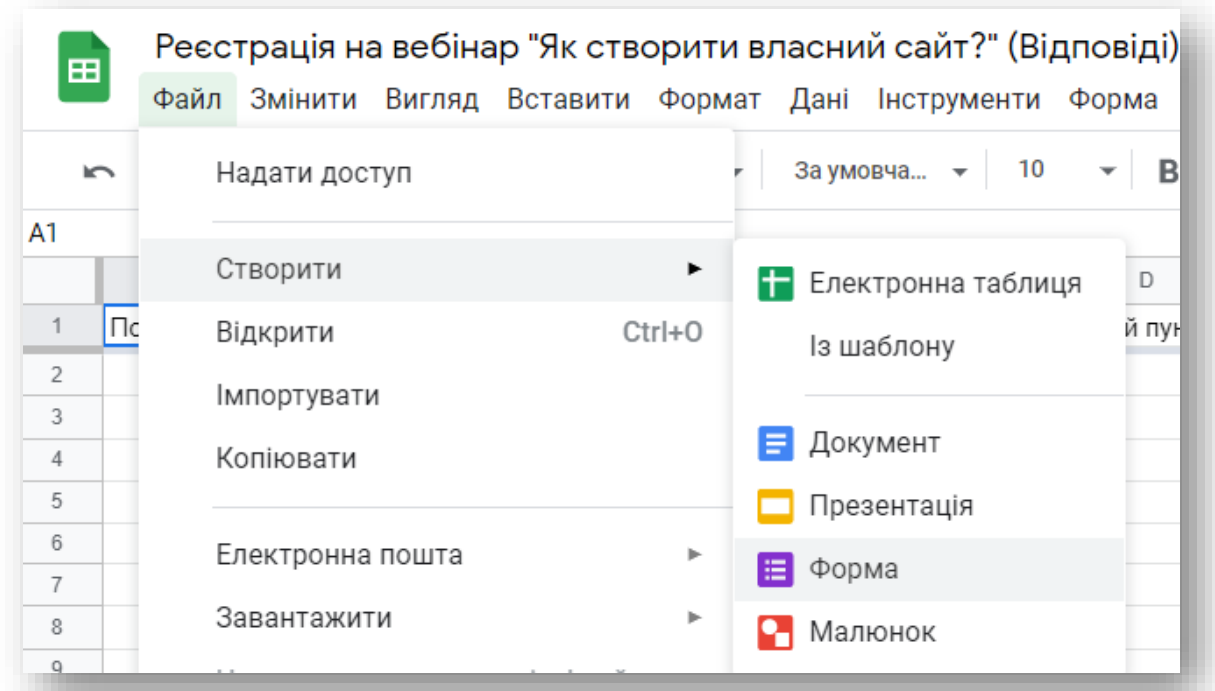 Реєстрація на вебінар "Як створити власний сайт?" (Відповіді)
Файл Змінити Вигляд Вставити Формат Дані Інструменти Форма
Надати доступ
За умовча... 10 B
A1
Створити
Електронна таблиця
D
1
Відкрити Ctrl+O
Із шаблону
2
Імпортувати
3
Документ
4
Копіювати
5
Презентація
6
Електронна пошта
Форма
7
8
Завантажити
Малюнок
9